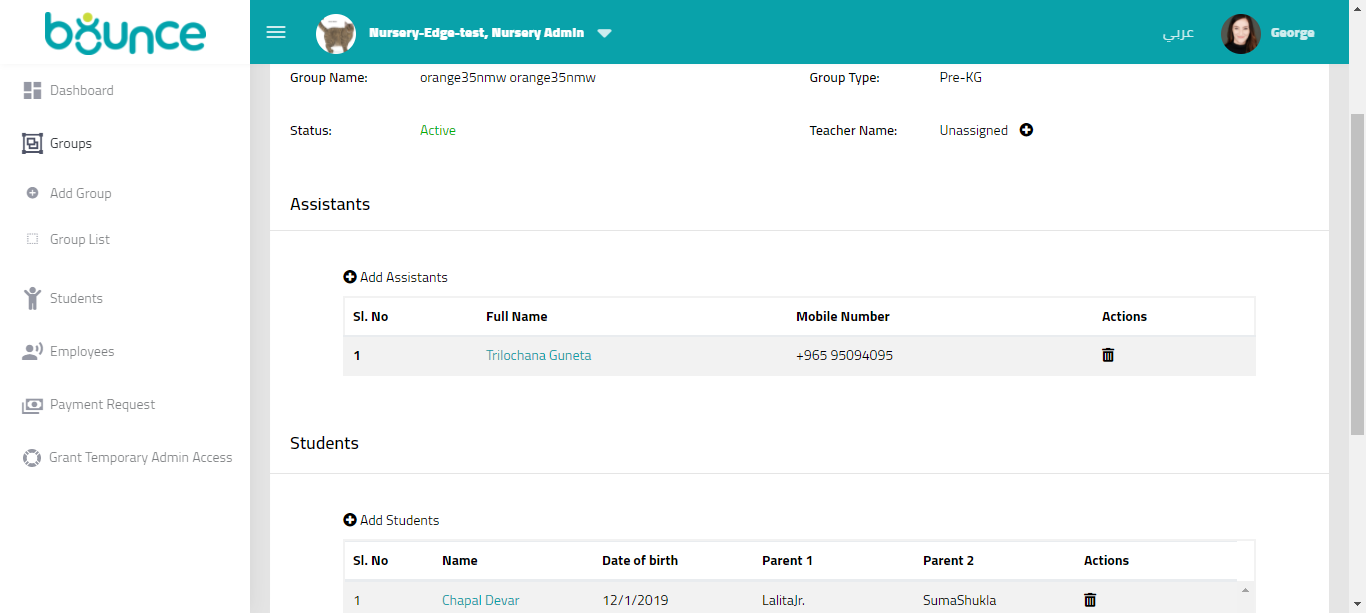 bounce
Nursery-Edge-test, Nursery Admin
عربي
George
Dashboard
Groups
Add Group
Group List
Students
Employees
Payment Request
Grant Temporary Admin Access
Group Name: orange35nmw orange35nmw Group Type: Pre-KG
Status: Active Teacher Name: Unassigned
Assistants
Add Assistants
Sl. No Full Name Mobile Number Actions
1 Trilochana Guneta +965 95094095
Students
Add Students
Sl. No Name Date of birth Parent 1 Parent 2 Actions
1 Chapal Devar 12/1/2019 LalitaJr. SumaShukla